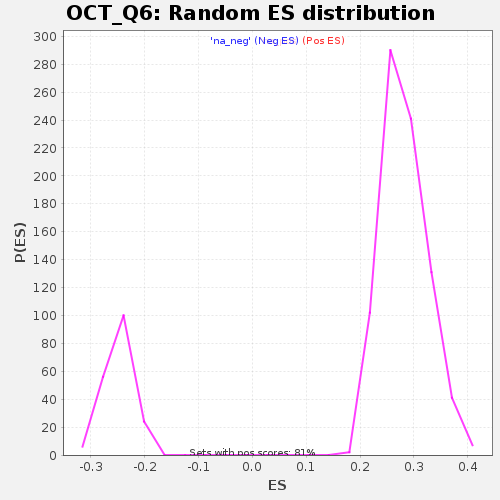 OCT_Q6: Random ES distribution
'na_neg' (Neg ES) (Pos ES)
300
280
260
240
220
200
180
160
140
120
100
80
60
40
20
0
P(ES)
Sets with pos scores: 81%
-0.3 -0.2 -0.1 0.0 0.1 0.2 0.3 0.4
ES